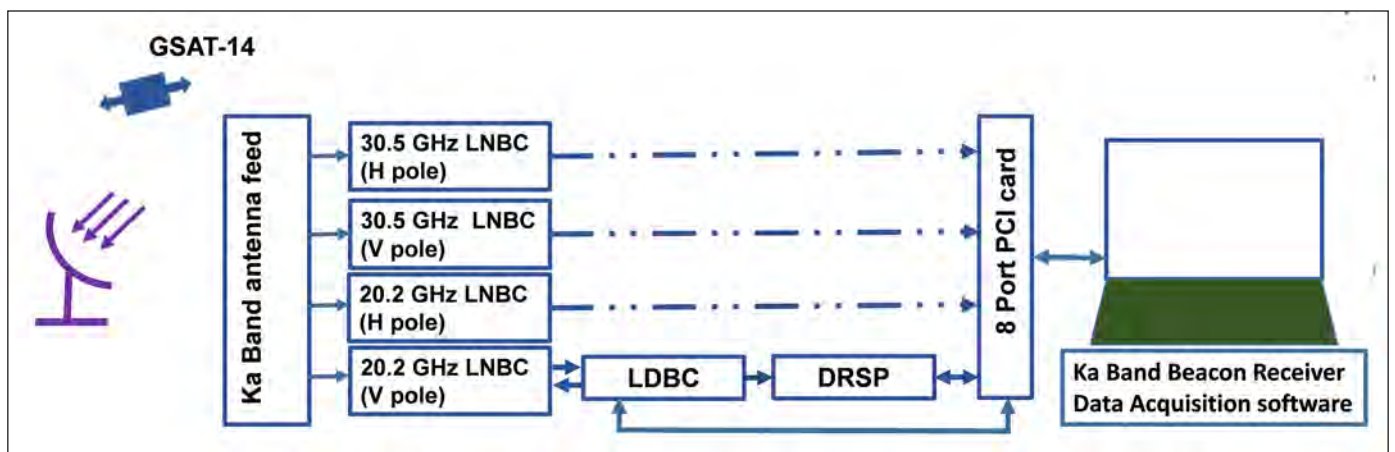 GSAT-14
Ka Band antenna feed
30.5 GHz LNBC
(H pole)
30.5 GHz LNBC
(V pole)
20.2 GHz LNBC
(H pole)
20.2 GHz LNBC
(V pole)
LDBC
DRSP
8 Port PCI card
Ka Band Beacon Receiver
Data Acquisition software